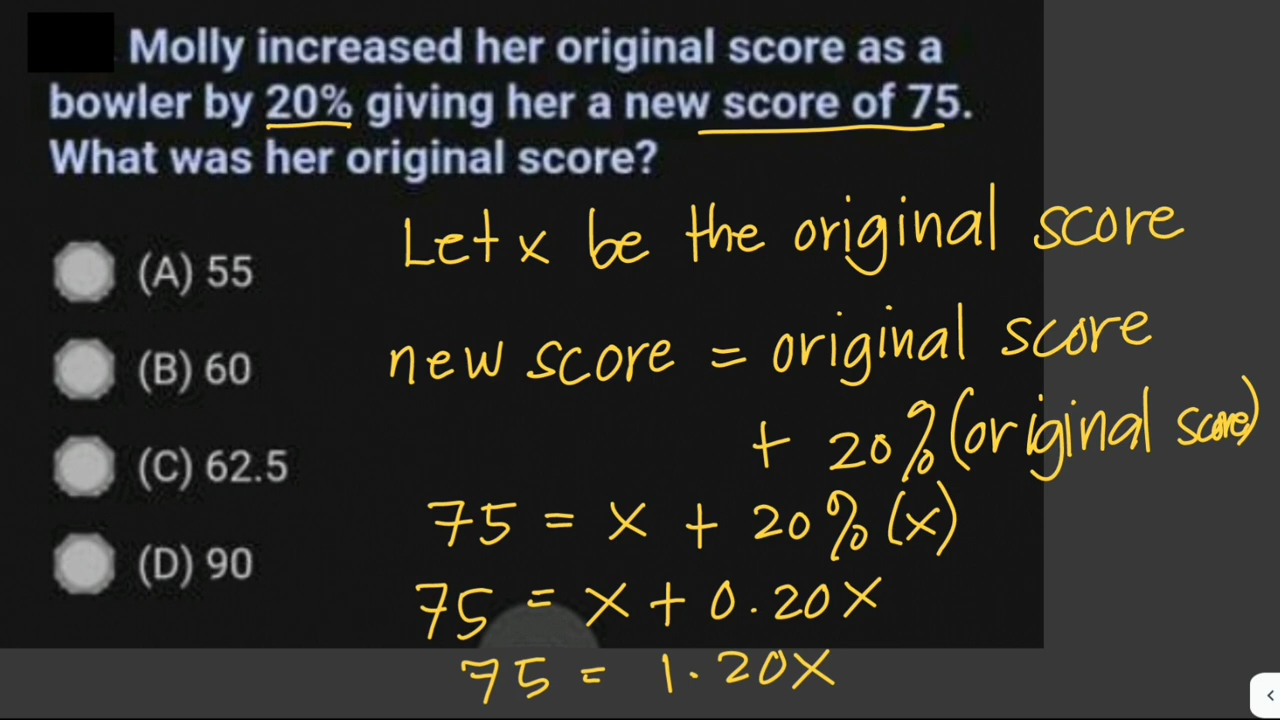 Molly increased her original score as a
bowler by 20% giving her a new score of 75.
What was her original score?
(A) 55
(B) 60
(C) 62.5
(D) 90
Let x be the original score
new score = original score
+ 20% (original score)
75 = x + 20% (x)
75 = x + 0.20x
75 = 1.20x